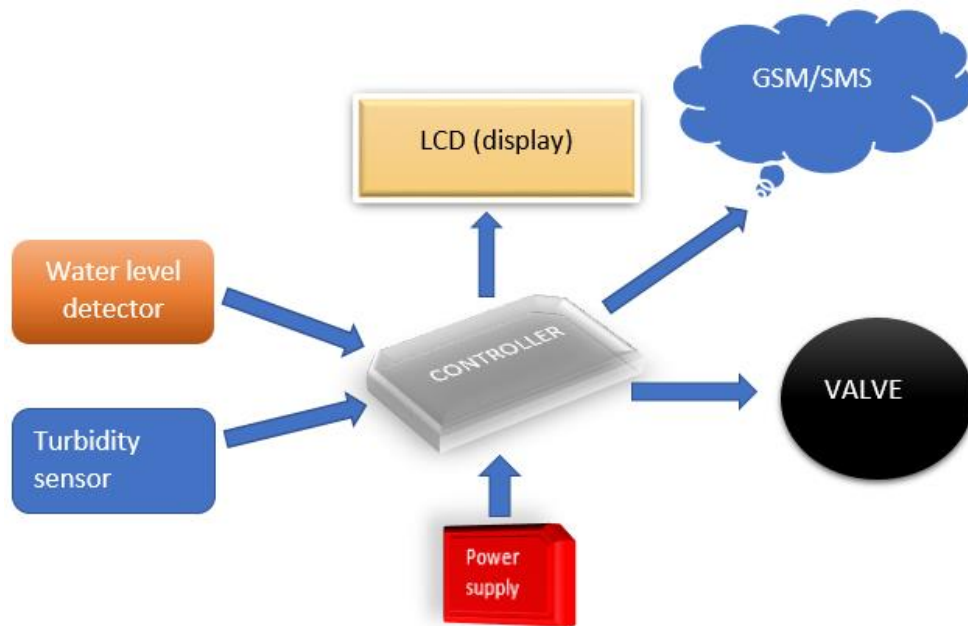 GSM/SMS
LCD (display)
Water level
detector
CONTROLLER
VALVE
Turbidity
sensor
Power
supply